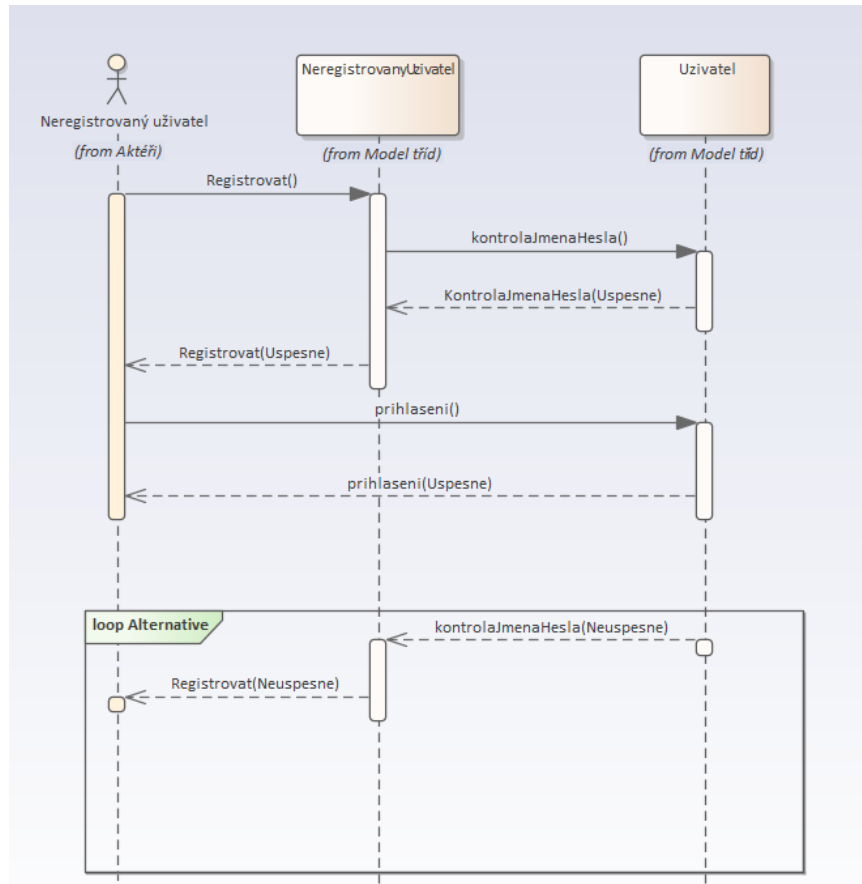 NeregistrovanyUzivatel
Uzivatel
Neregistrovaný uživatel
(from Aktéři)
(from Model tříd)
(from Model tříd)
Registrovat()
kontrolaJmenaHesla()
KontrolaJmenaHesla(Uspesne)
Registrovat(Uspesne)
prihlaseni()
prihlaseni(Uspesne)
loop Alternative
kontrolaJmenaHesla(Neuspesne)
Registrovat(Neuspesne)